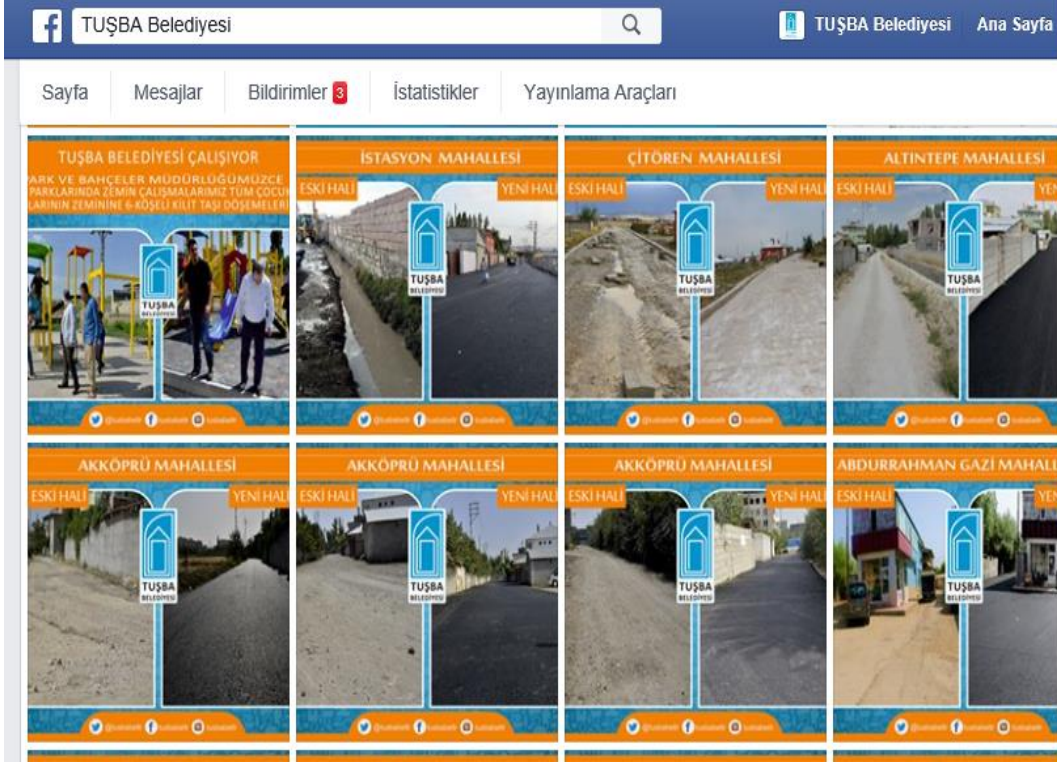 TUŞBA Belediyesi
TUŞBA Belediyesi Ana Sayfa
Sayfa Mesajlar Bildirimler 3 İstatistikler Yayınlama Araçları
TUŞBA BELEDİYESİ ÇALIŞIYOR
PARK VE BAHÇELER MÜDÜRLÜĞÜMÜZCE
PARKLARINDA ZEMİN ÇALIŞMALARIMIZ TÜM ÇOCUK
LARININ ZEMİNİNE 6-KÖŞELİ KİLİT TAŞI DÖŞEMELERİ
TUŞBA
BELEDİYESİ
İSTASYON MAHALLESİ
ESKİ HALİ YENİ HALİ
TUŞBA
BELEDİYESİ
ÇİTÖREN MAHALLESİ
ESKİ HALİ YENİ HALİ
TUŞBA
BELEDİYESİ
ALTINTEPE MAHALLESİ
ESKİ HALİ YE
TUŞBA
BELEDİYESİ
AKKÖPRÜ MAHALLESİ
ESKİ HALİ YENİ HALİ
TUŞBA
BELEDİYESİ
AKKÖPRÜ MAHALLESİ
ESKİ HALİ YENİ HALİ
TUŞBA
BELEDİYESİ
AKKÖPRÜ MAHALLESİ
ESKİ HALİ YENİ HALİ
TUŞBA
BELEDİYESİ
ABDURRAHMAN GAZİ MAHALL
ESKİ HALİ YE
TUŞBA
BELEDİYESİ